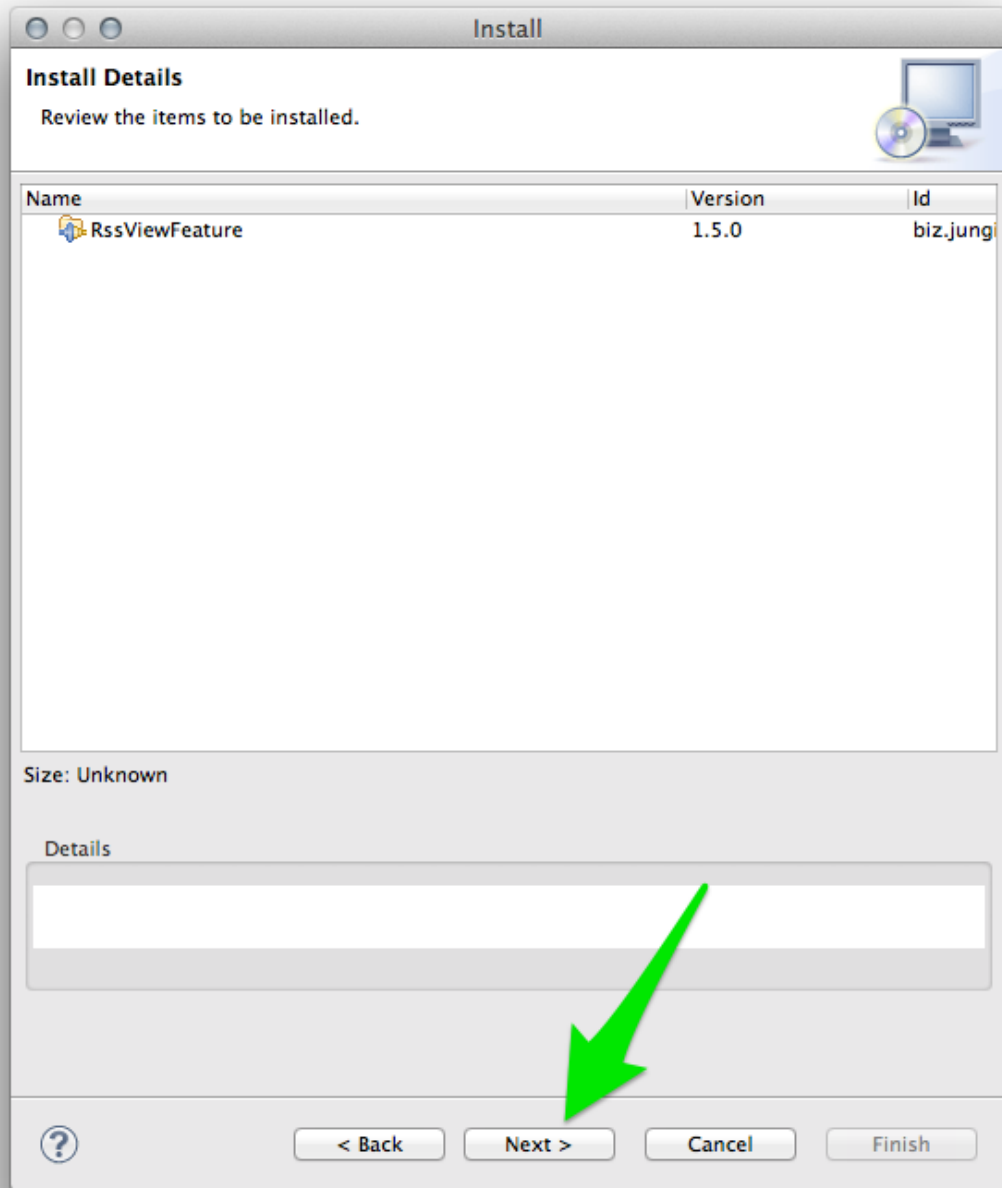 Install
Install Details
Review the items to be installed.
Name Version Id
RssViewFeature 1.5.0 biz.jungi
Size: Unknown
Details
? < Back Next > Cancel Finish